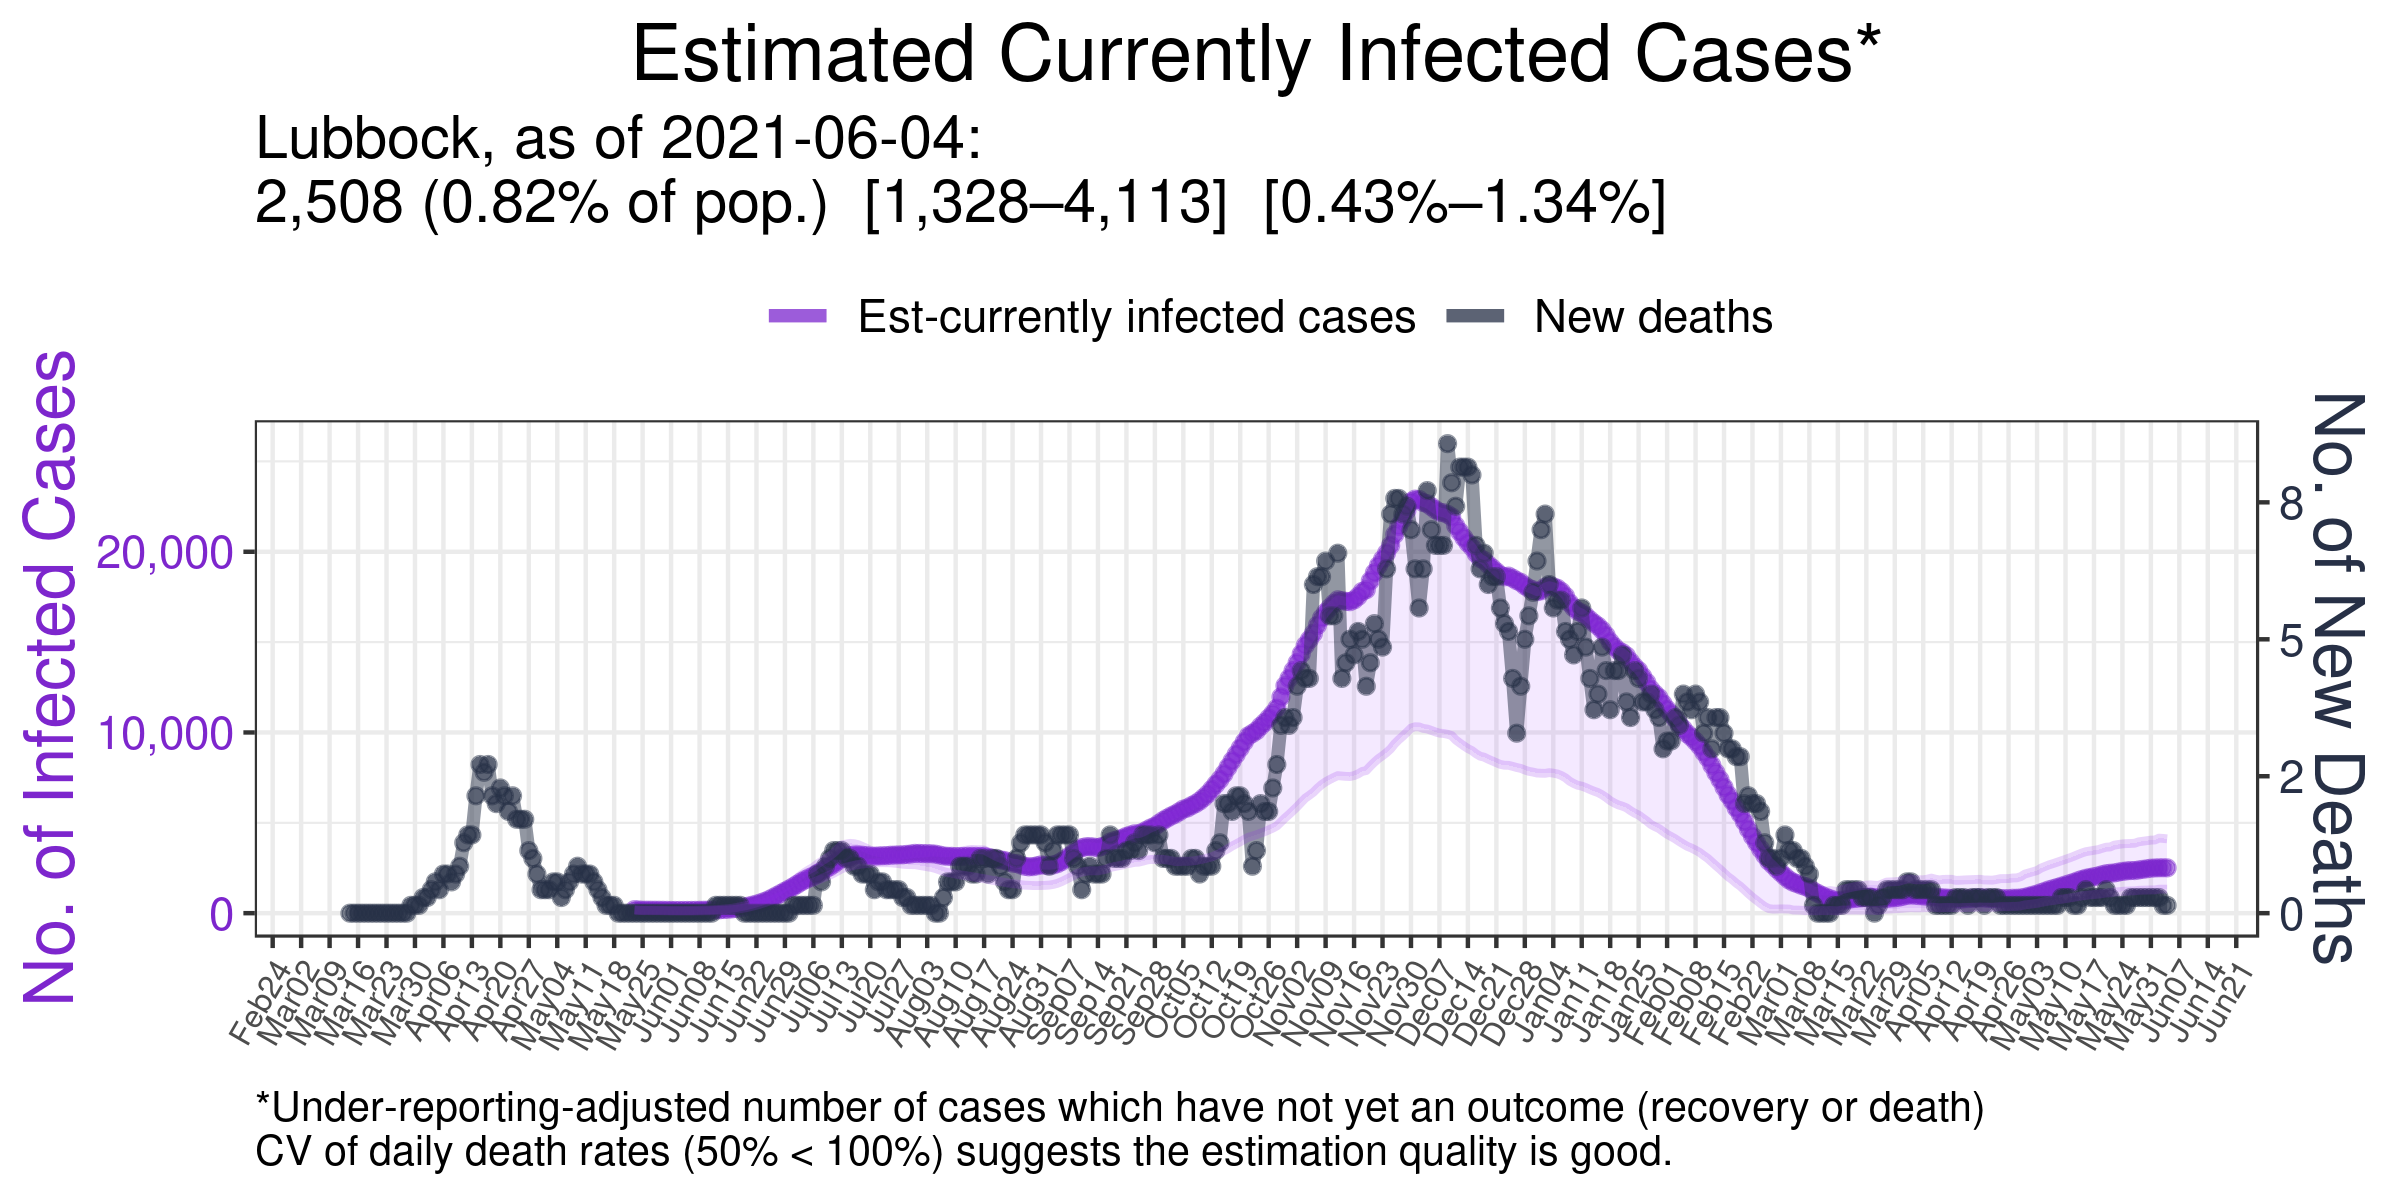 Estimated Currently Infected Cases*
Lubbock, as of 2021-06-04:
2,508 (0.82% of pop.)  [1,328–4,113]  [0.43%–1.34%]
Est-currently infected cases
New deaths
No. of Infected Cases
20,000
10,000
0
8
5
2
0
No. of New Deaths
Feb24
Mar02
Mar09
Mar16
Mar23
Mar30
Apr06
Apr13
Apr20
Apr27
May04
May11
May18
May25
Jun01
Jun08
Jun15
Jun22
Jun29
Jul06
Jul13
Jul20
Jul27
Aug03
Aug10
Aug17
Aug24
Aug31
Sep07
Sep14
Sep21
Sep28
Oct05
Oct12
Oct19
Oct26
Nov02
Nov09
Nov16
Nov23
Nov30
Dec07
Dec14
Dec21
Dec28
Jan04
Jan11
Jan18
Jan25
Feb01
Feb08
Feb15
Feb22
Mar01
Mar08
Mar15
Mar22
Mar29
Apr05
Apr12
Apr19
Apr26
May03
May10
May17
May24
May31
Jun07
Jun14
Jun21
*Under-reporting-adjusted number of cases which have not yet an outcome (recovery or death)
CV of daily death rates (50% < 100%) suggests the estimation quality is good.